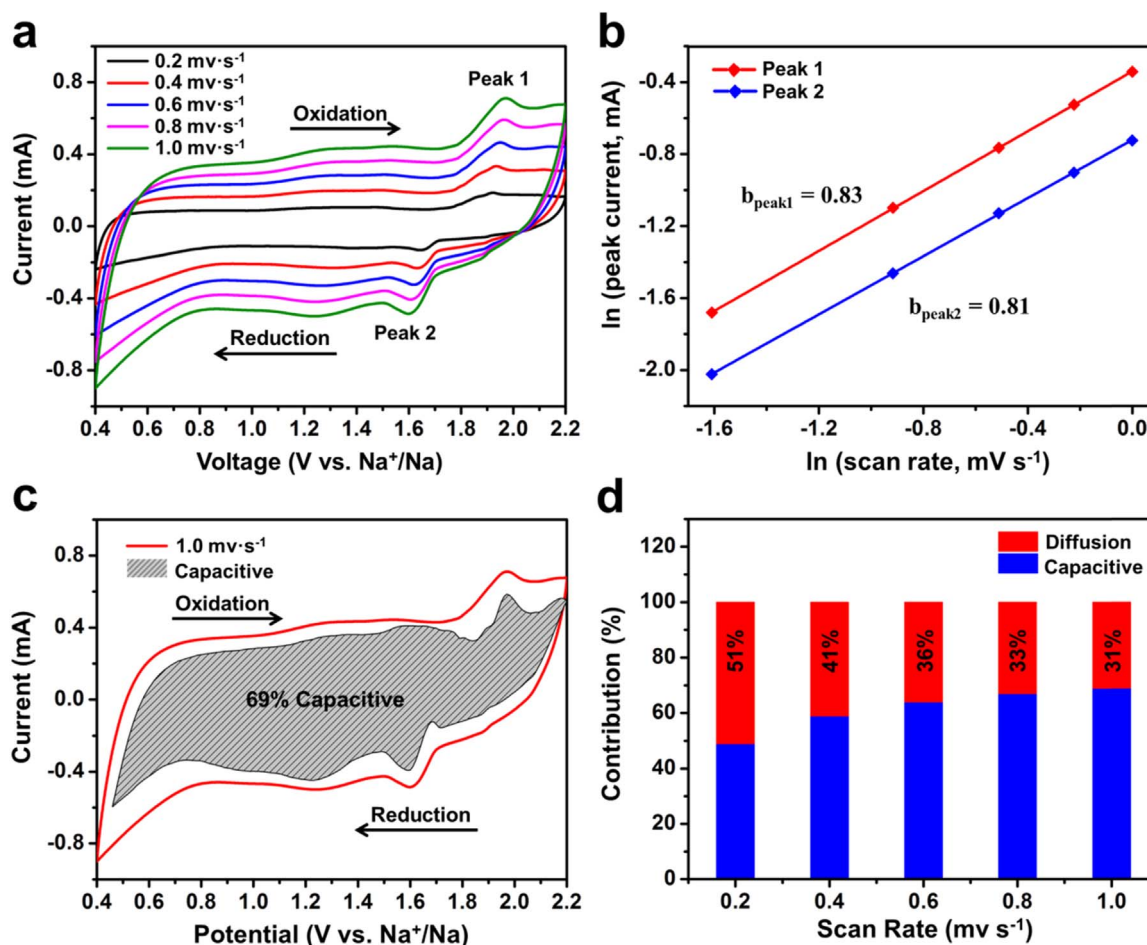 a
0.2 mv·s⁻¹
0.4 mv·s⁻¹
0.6 mv·s⁻¹
0.8 mv·s⁻¹
1.0 mv·s⁻¹
Peak 1
Oxidation
Reduction
Peak 2
Current (mA)
0.8
0.4
0.0
-0.4
-0.8
0.4 0.6 0.8 1.0 1.2 1.4 1.6 1.8 2.0 2.2
Voltage (V vs. Na⁺/Na)
b
Peak 1
Peak 2
b_peak1 = 0.83
b_peak2 = 0.81
ln (peak current, mA)
-0.4
-0.8
-1.2
-1.6
-2.0
-1.6 -1.2 -0.8 -0.4 0.0
ln (scan rate, mV s⁻¹)
c
1.0 mv·s⁻¹
Capacitive
Oxidation
69% Capacitive
Reduction
Current (mA)
0.8
0.4
0.0
-0.4
-0.8
0.4 0.6 0.8 1.0 1.2 1.4 1.6 1.8 2.0 2.2
Potential (V vs. Na⁺/Na)
d
Diffusion
Capacitive
51% 41% 36% 33% 31%
Contribution (%)
120
100
80
60
40
20
0
0.2 0.4 0.6 0.8 1.0
Scan Rate (mv s⁻¹)